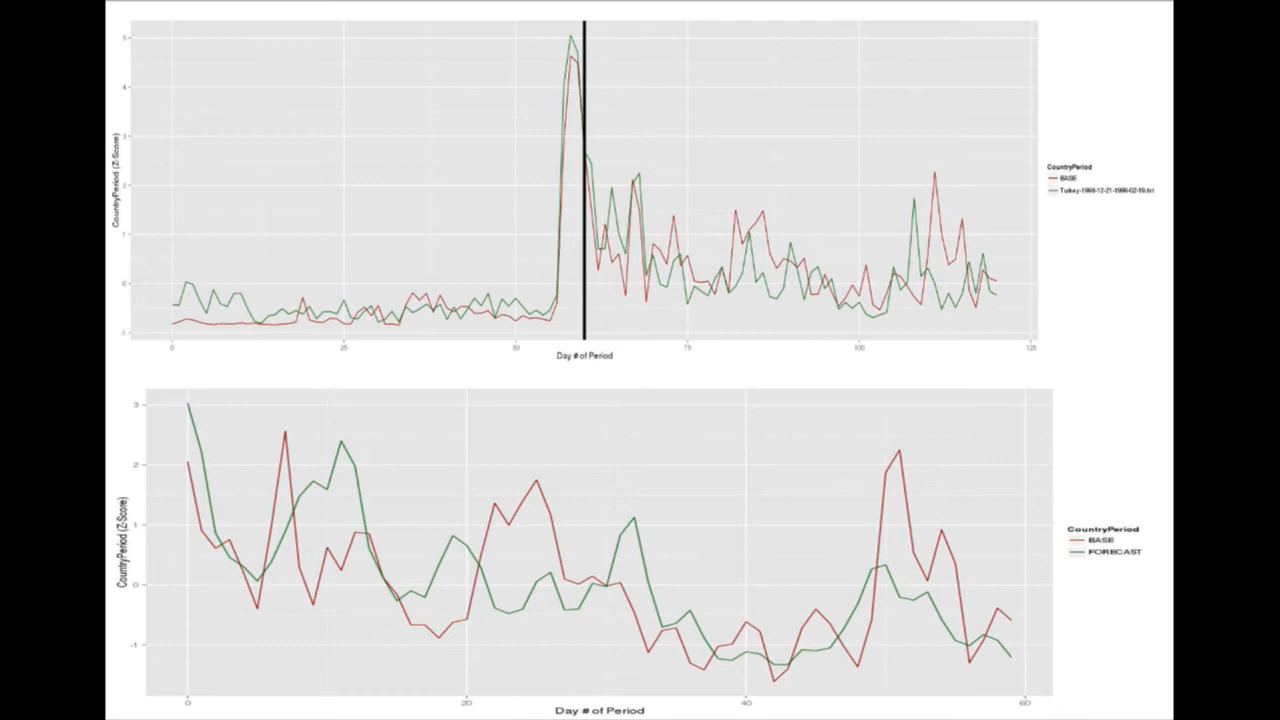 5
4
3
2
1
0
-1
CountryPeriod (Z-Score)
0
25
50
75
100
125
Day # of Period
CountryPeriod
BASE
3
2
1
0
-1
CountryPeriod (Z-Score)
0
20
40
60
Day # of Period
CountryPeriod
BASE
FORECAST